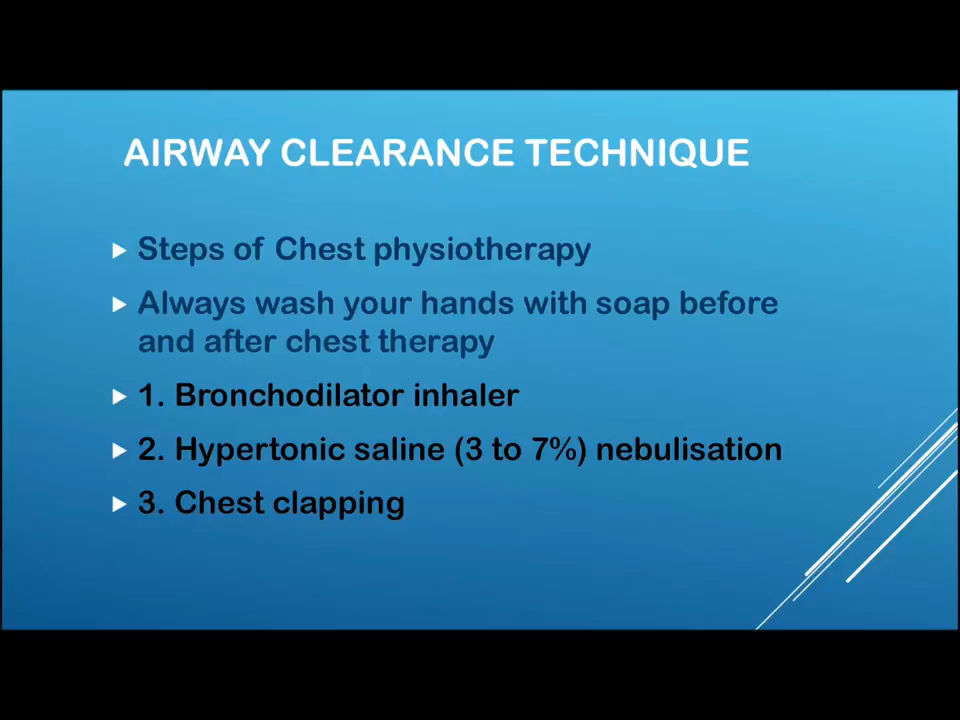 AIRWAY CLEARANCE TECHNIQUE
Steps of Chest physiotherapy
Always wash your hands with soap before
and after chest therapy
1. Bronchodilator inhaler
2. Hypertonic saline (3 to 7%) nebulisation
3. Chest clapping